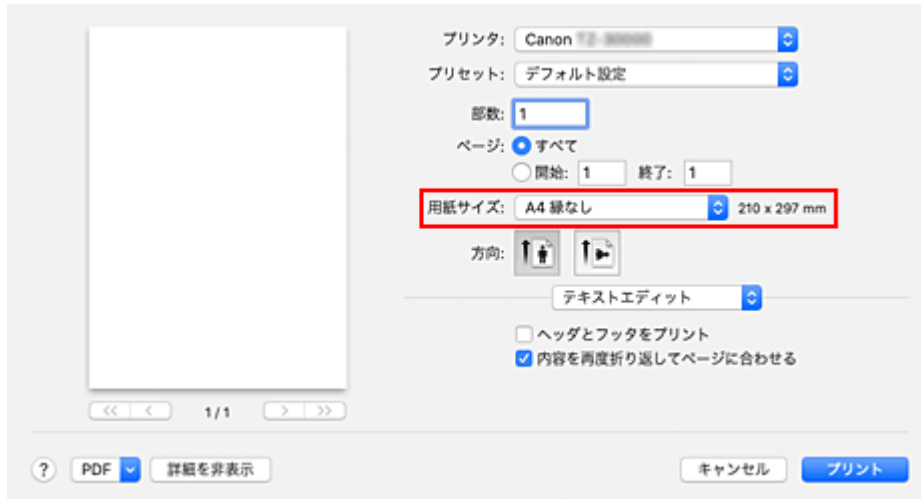 プリンタ: Canon
プリセット: デフォルト設定
部数: 1
ページ: すべて
開始: 1 終了: 1
用紙サイズ: A4 縁なし 210 x 297 mm
方向:
テキストエディット
ヘッダとフッタをプリント
内容を再度折り返してページに合わせる
<< < 1/1 > >>
? PDF 詳細を非表示 キャンセル プリント